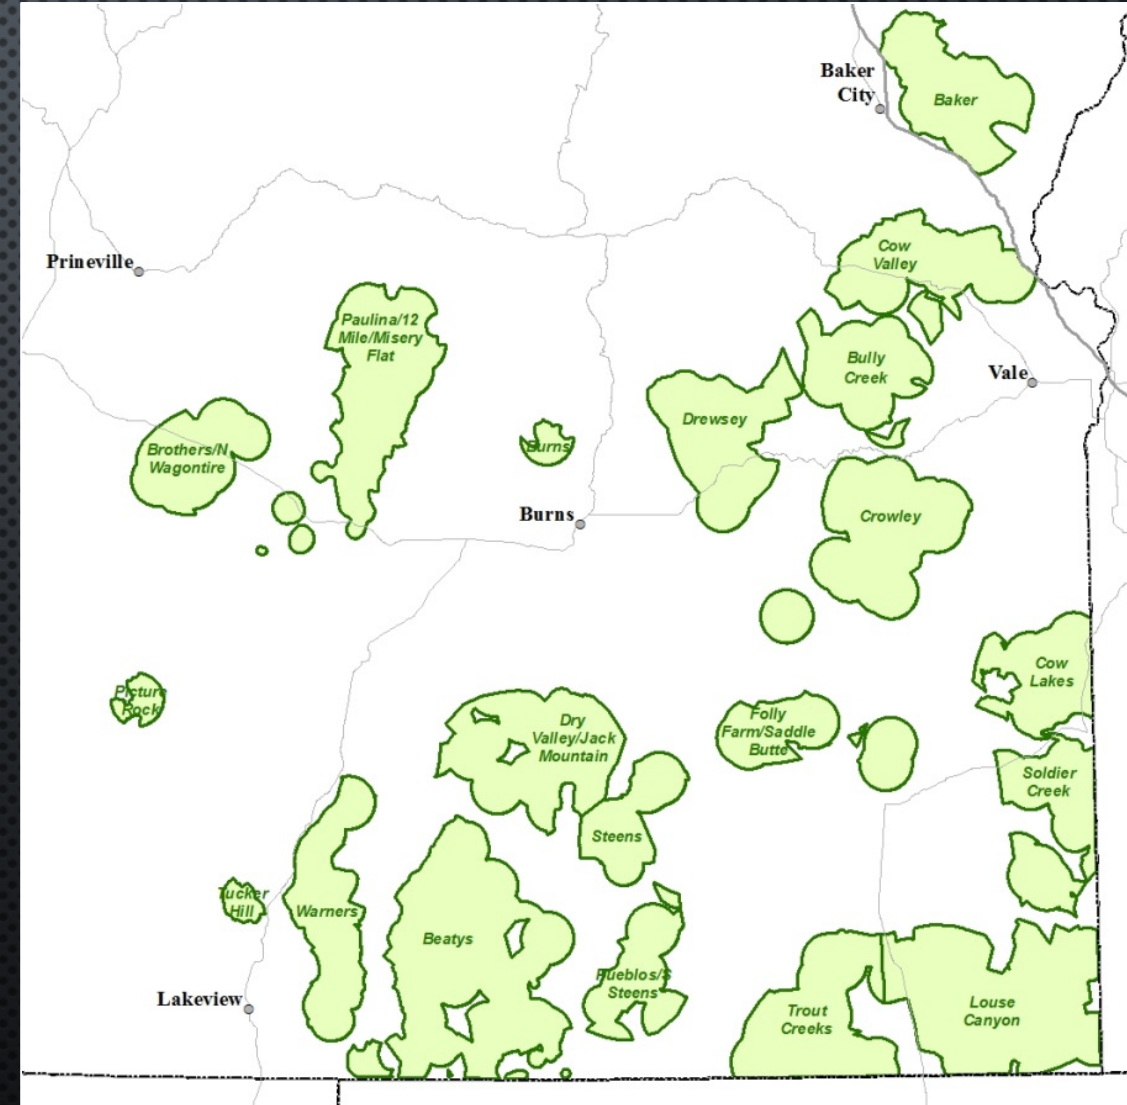 Baker
City
Baker
Cow
Valley
Prineville
Paulina/12
Mile/Misery
Flat
Bully
Creek
Vale
Drewsey
Brothers/N
Wagontire
Burns
Burns
Crowley
Cow
Lakes
Picture
Rock
Dry
Valley/Jack
Mountain
Folly
Farm/Saddle
Butte
Soldier
Creek
Steens
Tucker
Hill
Warners
Beatys
Pueblos/S
Steens
Lakeview
Trout
Creeks
Louse
Canyon